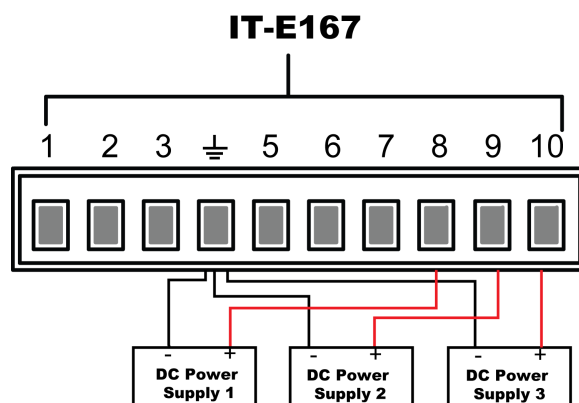 IT-E167
1 2 3 ⏚ 5 6 7 8 9 10
- + - + - +
DC Power DC Power DC Power
Supply 1 Supply 2 Supply 3